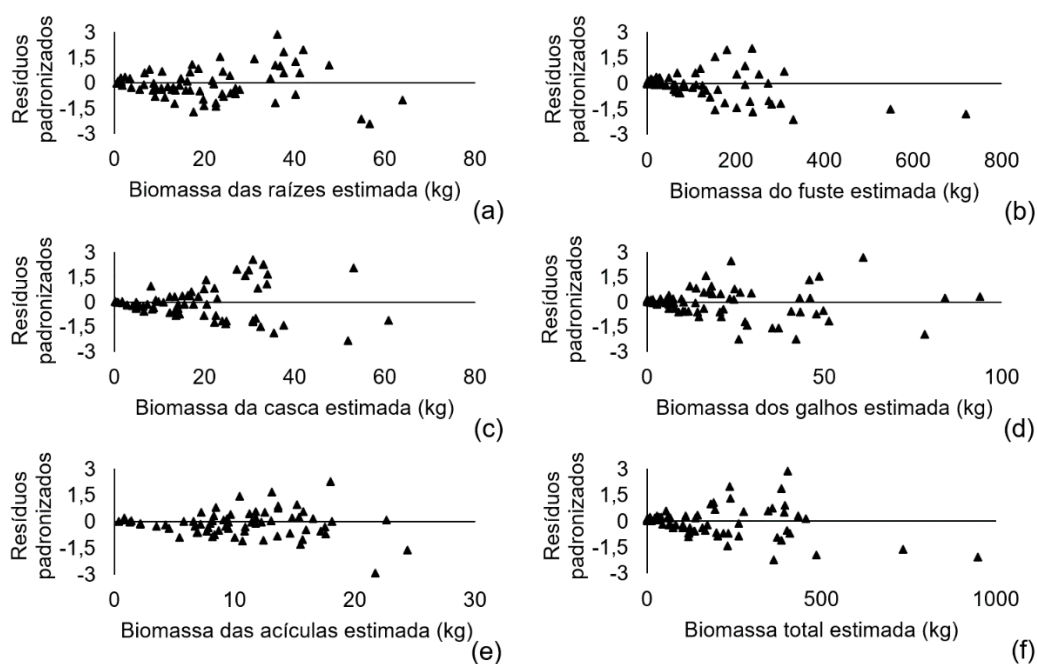 Resíduos
padronizados
3
1,5
0
-1,5
-3
0
20
40
60
80
Biomassa das raízes estimada (kg)
(a)
Resíduos
padronizados
3
1,5
0
-1,5
-3
0
200
400
600
800
Biomassa do fuste estimada (kg)
(b)
Resíduos
padronizados
3
1,5
0
-1,5
-3
0
20
40
60
80
Biomassa da casca estimada (kg)
(c)
Resíduos
padronizados
3
1,5
0
-1,5
-3
0
50
100
Biomassa dos galhos estimada (kg)
(d)
Resíduos
padronizados
3
1,5
0
-1,5
-3
0
10
20
30
Biomassa das acículas estimada (kg)
(e)
Resíduos
padronizados
3
1,5
0
-1,5
-3
0
500
1000
Biomassa total estimada (kg)
(f)